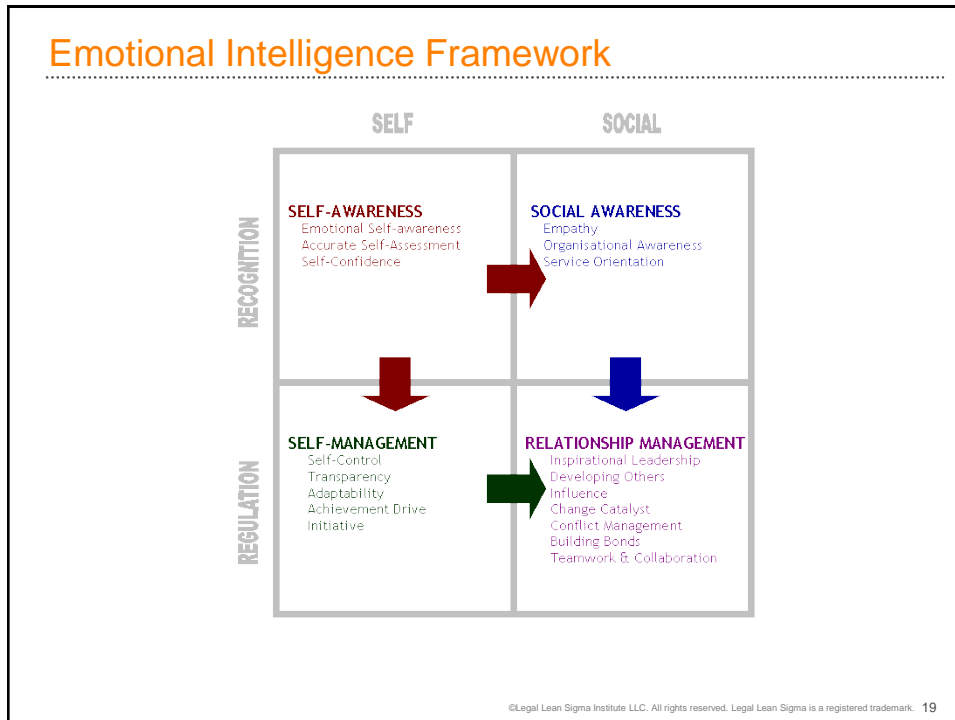 Emotional Intelligence Framework
SELF
SOCIAL
RECOGNITION
SELF-AWARENESS
Emotional Self-awareness
Accurate Self-Assessment
Self-Confidence
SOCIAL AWARENESS
Empathy
Organisational Awareness
Service Orientation
REGULATION
SELF-MANAGEMENT
Self-Control
Transparency
Adaptability
Achievement Drive
Initiative
RELATIONSHIP MANAGEMENT
Inspirational Leadership
Developing Others
Influence
Change Catalyst
Conflict Management
Building Bonds
Teamwork & Collaboration
©Legal Lean Sigma Institute LLC. All rights reserved. Legal Lean Sigma is a registered trademark. 19